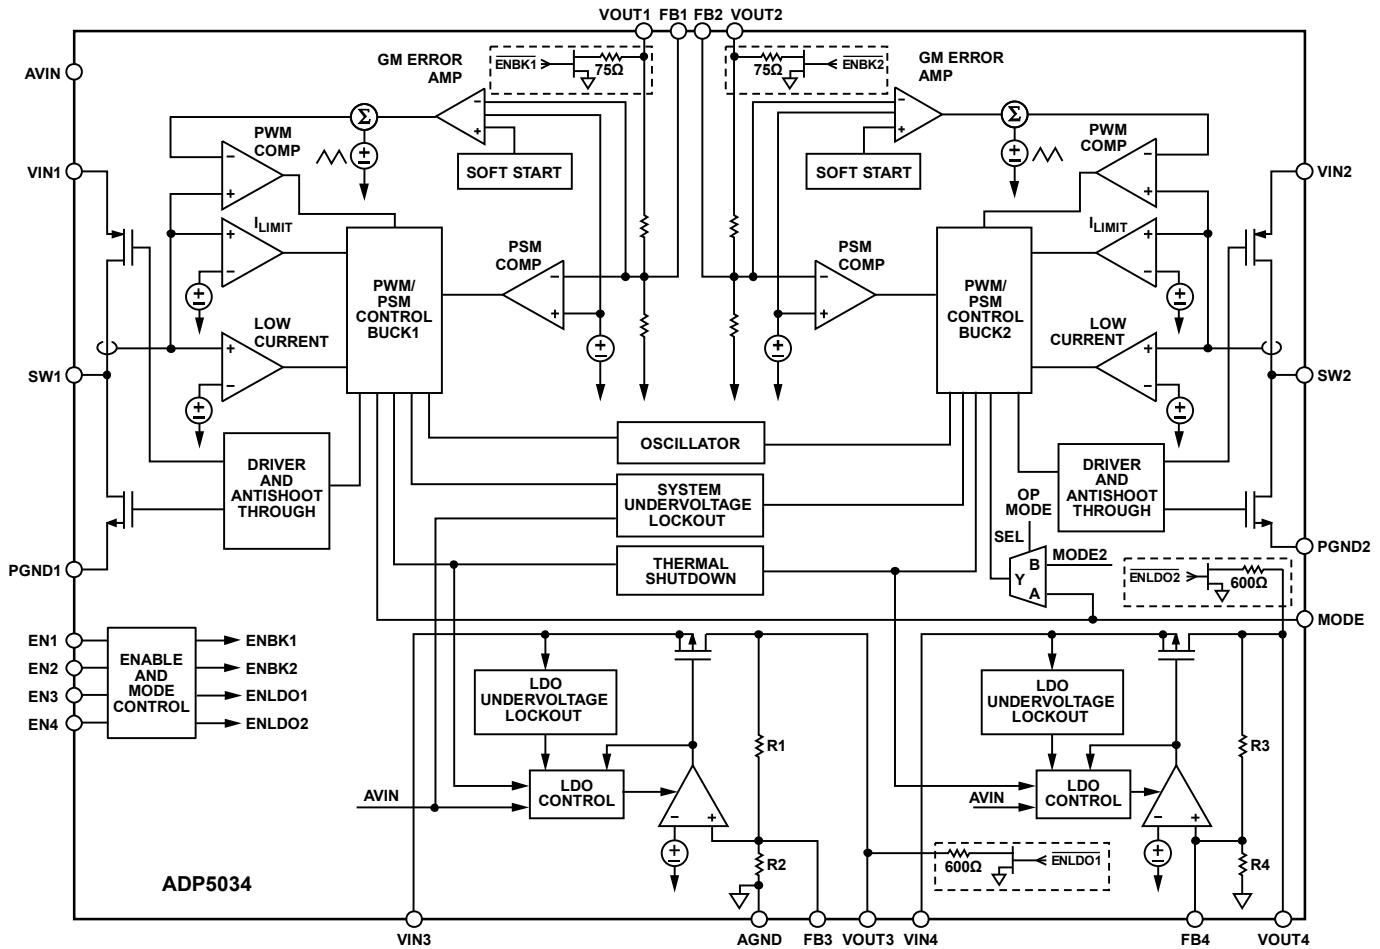 VOUT1 FB1 FB2 VOUT2
AVIN
GM ERROR
AMP
ENBK1
75Ω
75Ω
ENBK2
GM ERROR
AMP
PWM
COMP
Σ
SOFT START
SOFT START
Σ
PWM
COMP
VIN1
VIN2
ILIMIT
PSM
COMP
PSM
COMP
ILIMIT
PWM/
PSM
CONTROL
BUCK1
PWM/
PSM
CONTROL
BUCK2
LOW
CURRENT
LOW
CURRENT
SW1
SW2
OSCILLATOR
DRIVER
AND
ANTISHOOT
THROUGH
SYSTEM
UNDERVOLTAGE
LOCKOUT
DRIVER
AND
ANTISHOOT
THROUGH
OP
MODE
SEL
B
Y
A
MODE2
THERMAL
SHUTDOWN
ENLDO2
600Ω
PGND1
PGND2
MODE
EN1
EN2
EN3
EN4
ENABLE
AND
MODE
CONTROL
ENBK1
ENBK2
ENLDO1
ENLDO2
LDO
UNDERVOLTAGE
LOCKOUT
LDO
UNDERVOLTAGE
LOCKOUT
R1
R3
AVIN
LDO
CONTROL
AVIN
LDO
CONTROL
R2
600Ω
ENLDO1
R4
ADP5034
VIN3
AGND
FB3
VOUT3
VIN4
FB4
VOUT4